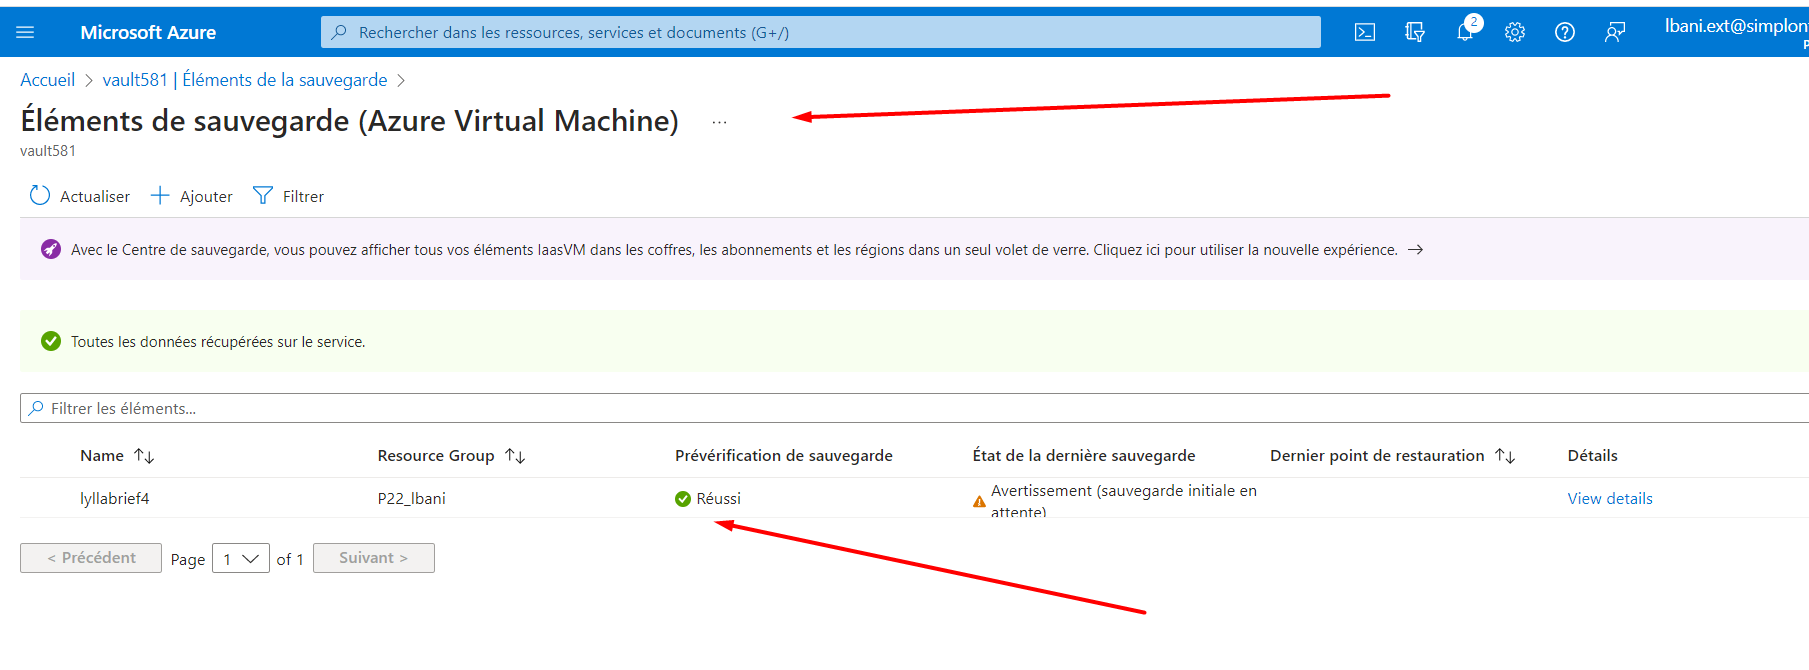 Microsoft Azure
Rechercher dans les ressources, services et documents (G+/)
2
lbani.ext@simplon
Accueil > vault581 | Éléments de la sauvegarde >
Éléments de sauvegarde (Azure Virtual Machine) ...
vault581
Actualiser + Ajouter Filtrer
Avec le Centre de sauvegarde, vous pouvez afficher tous vos éléments IaasVM dans les coffres, les abonnements et les régions dans un seul volet de verre. Cliquez ici pour utiliser la nouvelle expérience. →
Toutes les données récupérées sur le service.
Filtrer les éléments...
Name ↑↓ Resource Group ↑↓ Prévérification de sauvegarde État de la dernière sauvegarde Dernier point de restauration ↑↓ Détails
lyllabrief4 P22_lbani Réussi Avertissement (sauvegarde initiale en
attente) View details
< Précédent Page 1 of 1 Suivant >